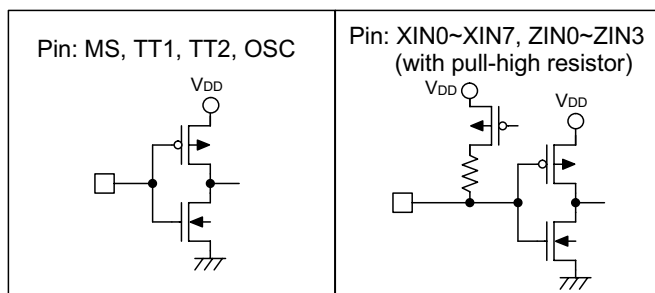 Pin: MS, TT1, TT2, OSC
VDD
Pin: XIN0~XIN7, ZIN0~ZIN3
(with pull-high resistor)
VDD
VDD